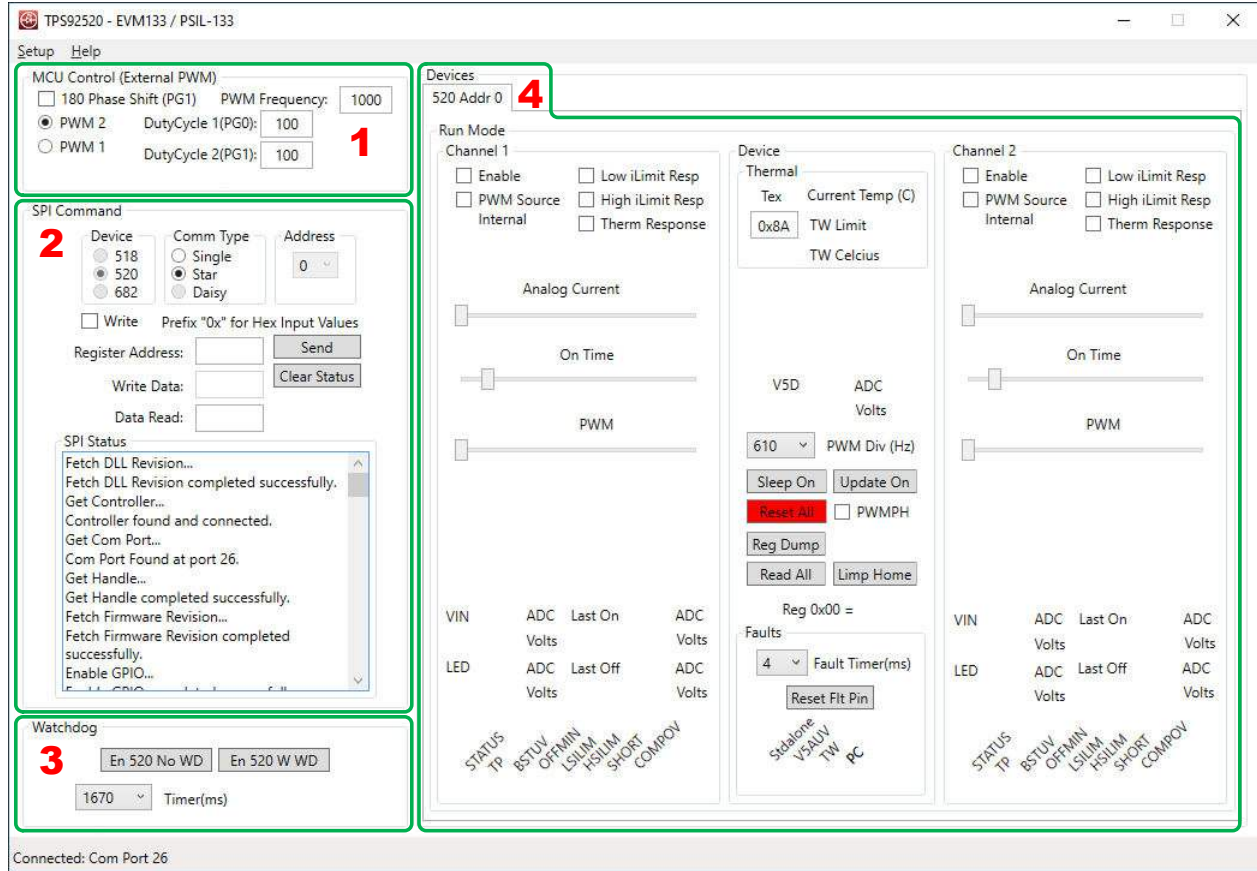 TPS92520 - EVM133 / PSIL-133
Setup Help
MCU Control (External PWM)
180 Phase Shift (PG1) PWM Frequency: 1000
PWM 2 DutyCycle 1(PG0): 100
PWM 1 DutyCycle 2(PG1): 100
1
SPI Command
2
Device Comm Type Address
518 Single
520 Star 0
682 Daisy
Write Prefix "0x" for Hex Input Values
Register Address: Send
Write Data: Clear Status
Data Read:
SPI Status
Fetch DLL Revision...
Fetch DLL Revision completed successfully.
Get Controller...
Controller found and connected.
Get Com Port...
Com Port Found at port 26.
Get Handle...
Get Handle completed successfully.
Fetch Firmware Revision...
Fetch Firmware Revision completed
successfully.
Enable GPIO...
Watchdog
3
En 520 No WD En 520 W WD
1670 Timer(ms)
Devices
520 Addr 0 4
Run Mode
Channel 1
Enable Low iLimit Resp
PWM Source High iLimit Resp
Internal Therm Response
Analog Current
On Time
PWM
VIN ADC Last On ADC
Volts Volts
LED ADC Last Off ADC
Volts Volts
STATUS TP BSTUV OFFMIN LSILIM HSILIM SHORT COMPOV
Device
Thermal
Tex Current Temp (C)
0x8A TW Limit
TW Celcius
V5D ADC
Volts
610 PWM Div (Hz)
Sleep On Update On
Reset All PWMPH
Reg Dump
Read All Limp Home
Reg 0x00 =
Faults
4 Fault Timer(ms)
Reset Flt Pin
Stdalone V5AUV TW PC
Channel 2
Enable Low iLimit Resp
PWM Source High iLimit Resp
Internal Therm Response
Analog Current
On Time
PWM
VIN ADC Last On ADC
Volts Volts
LED ADC Last Off ADC
Volts Volts
STATUS TP BSTUV OFFMIN LSILIM HSILIM SHORT COMPOV
Connected: Com Port 26